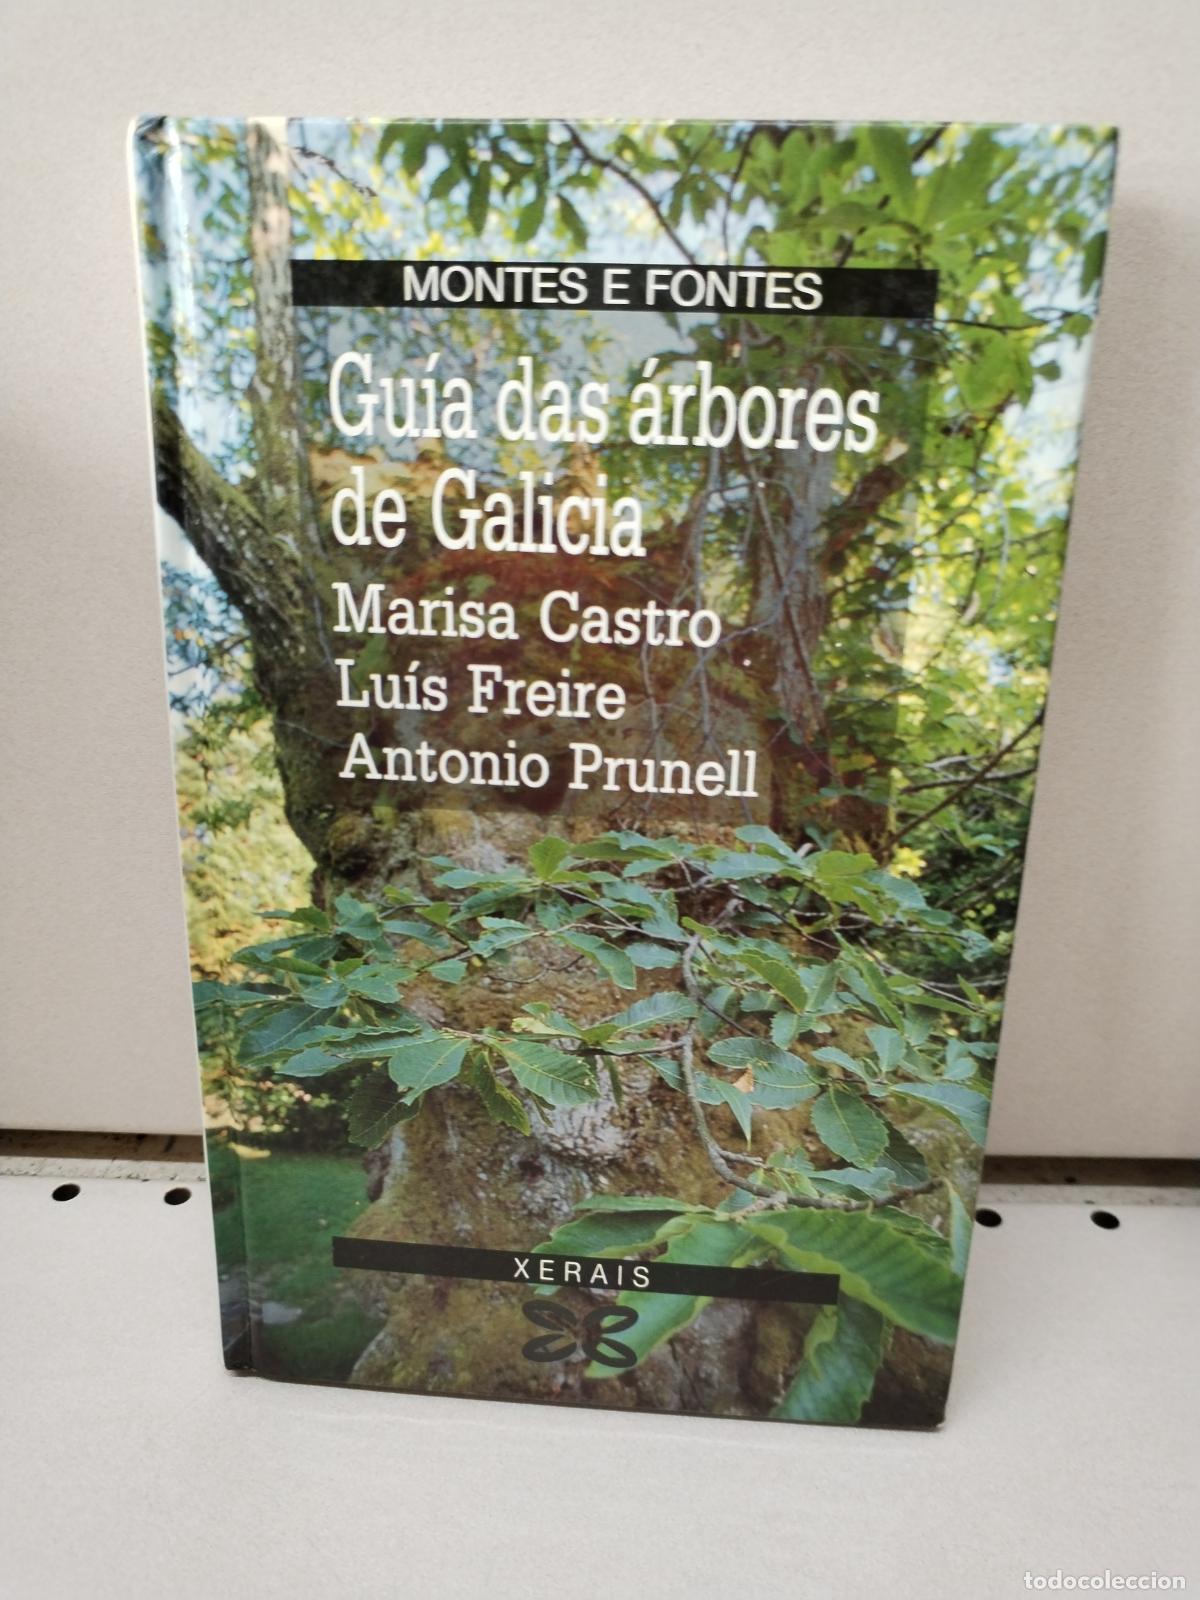 MONTES E FONTES
Guía das árbores
de Galicia
Marisa Castro
Luís Freire
Antonio Prunell
XERAIS
todocoleccion